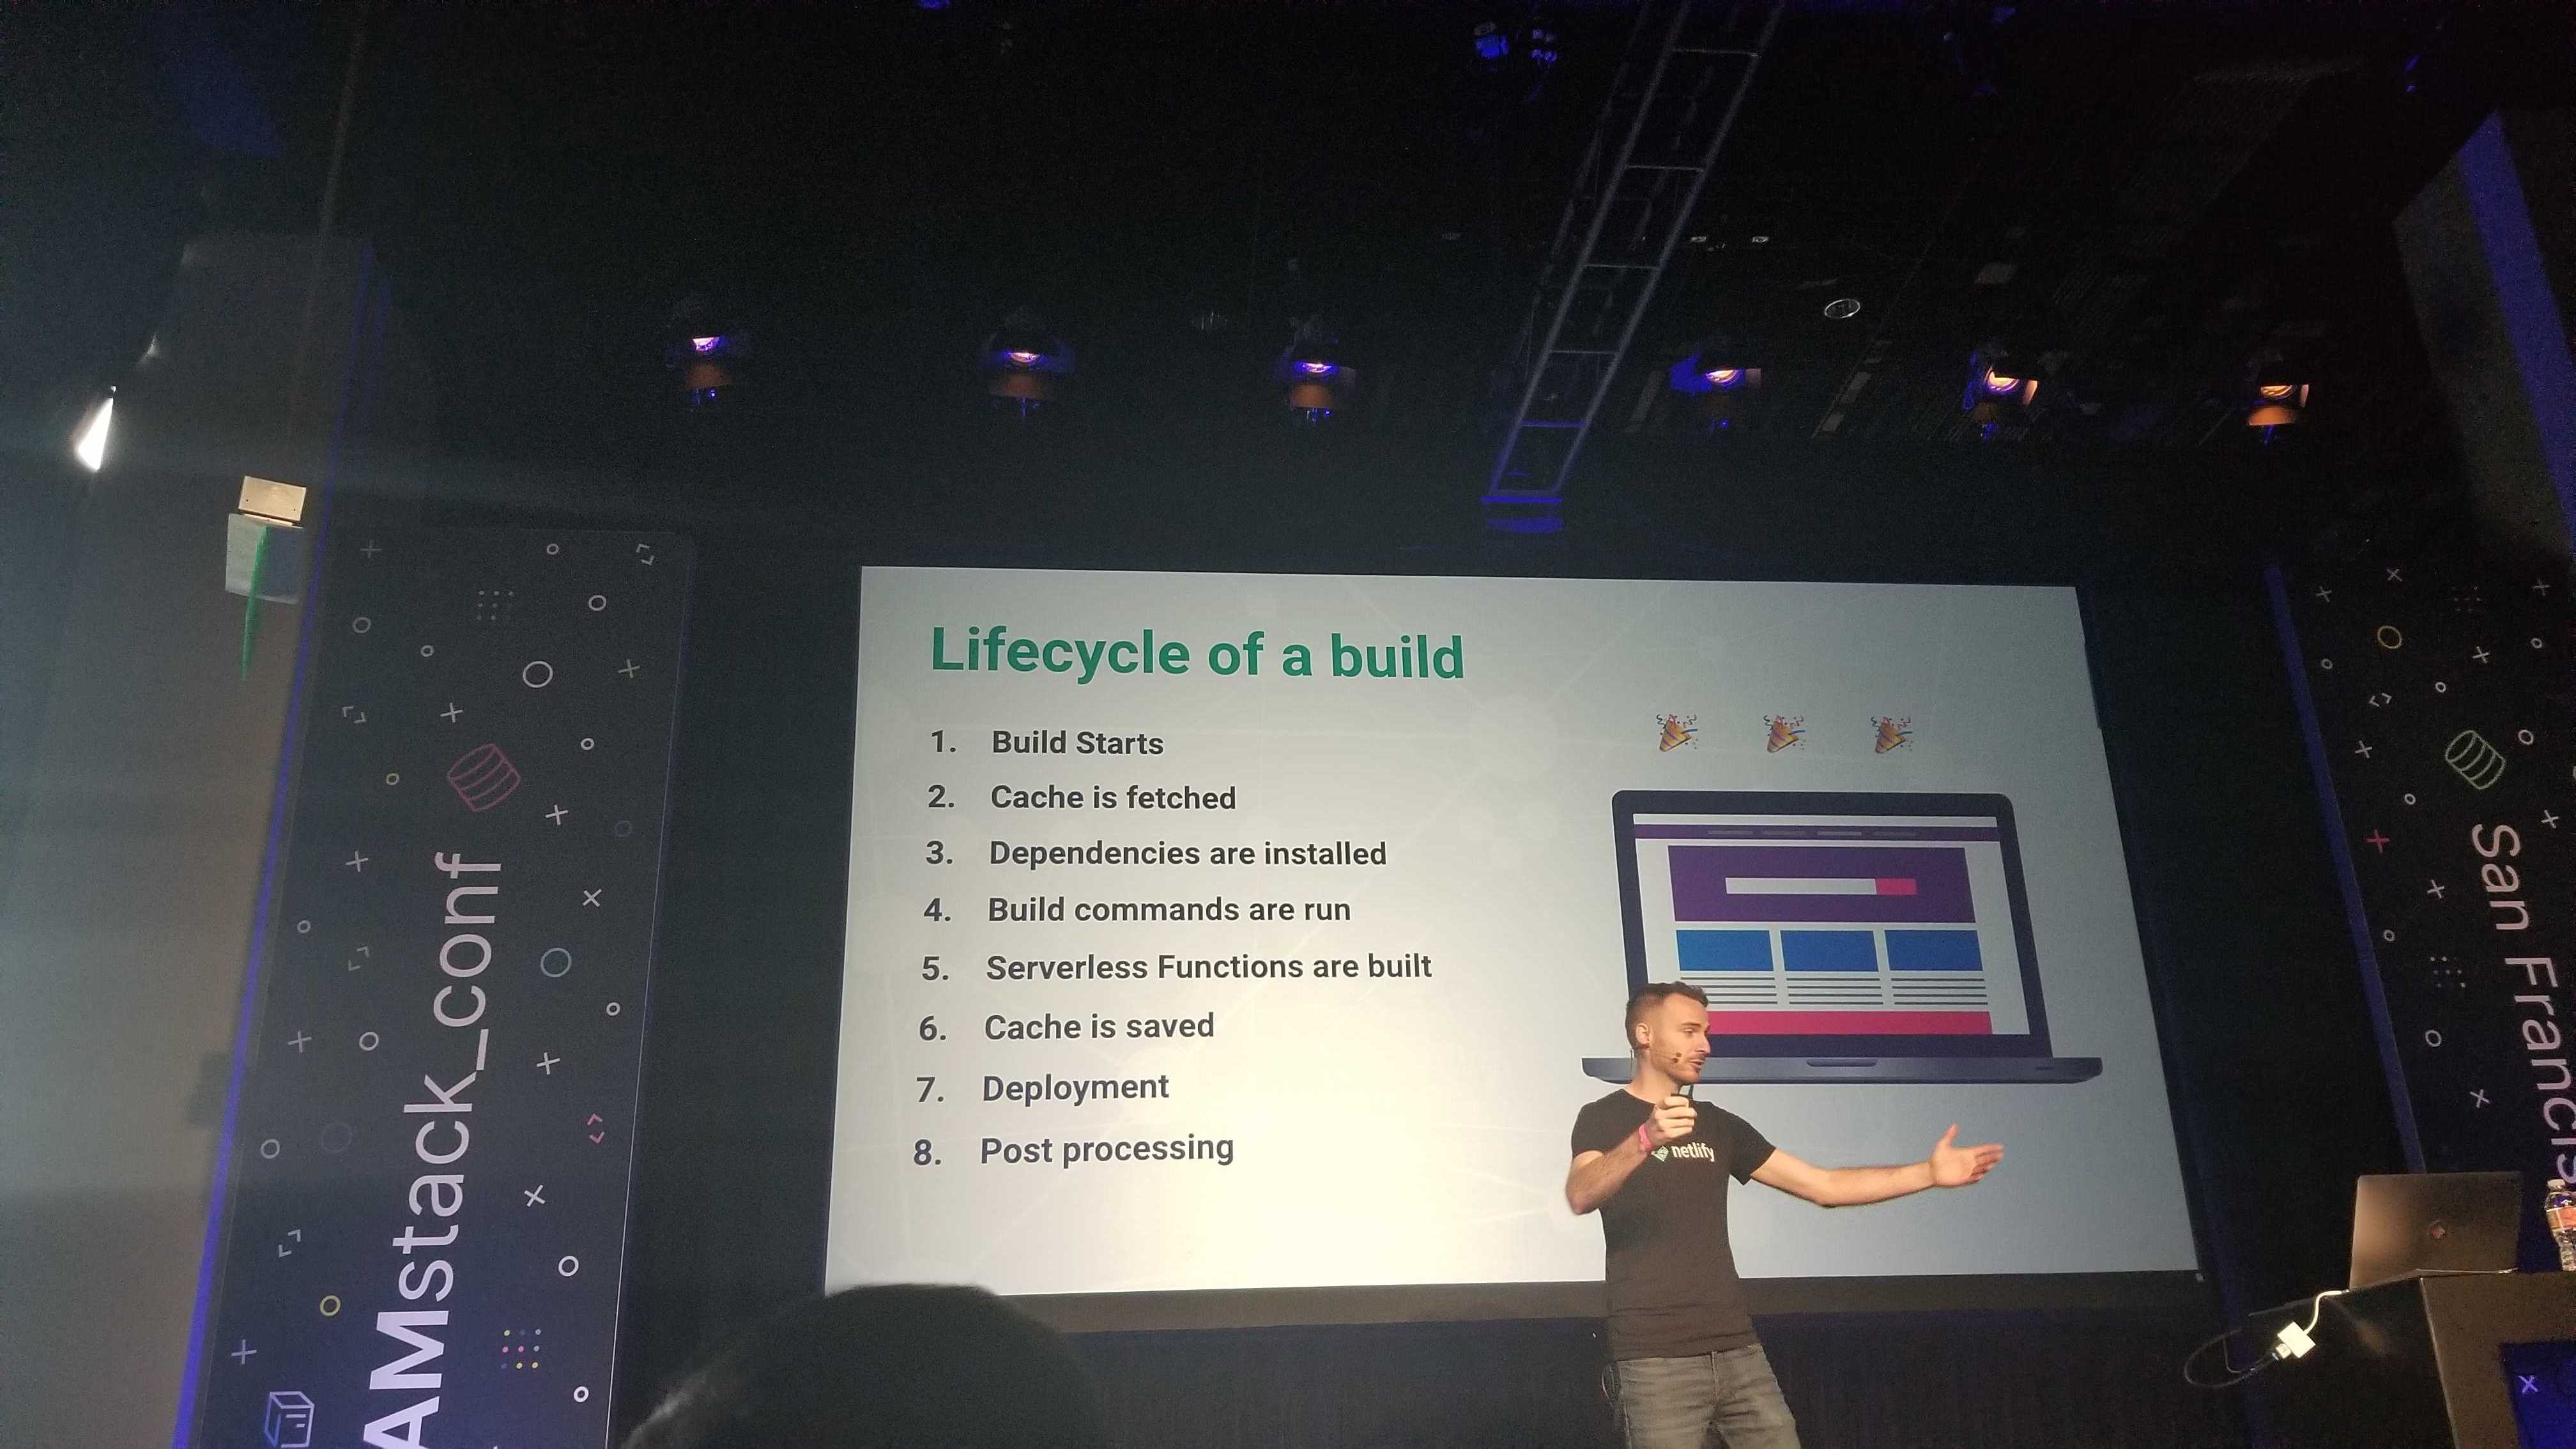 Lifecycle of a build
1. Build Starts
2. Cache is fetched
3. Dependencies are installed
4. Build commands are run
5. Serverless Functions are built
6. Cache is saved
7. Deployment
8. Post processing
AMstack_conf
San Francis
netlify